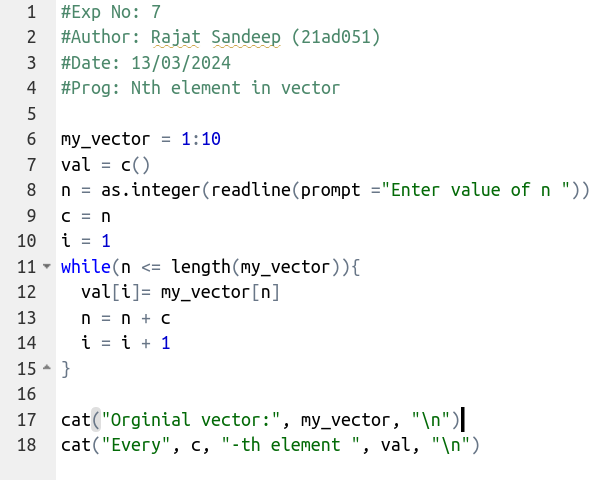 1 #Exp No: 7
2 #Author: Rajat Sandeep (21ad051)
3 #Date: 13/03/2024
4 #Prog: Nth element in vector
5
6 my_vector = 1:10
7 val = c()
8 n = as.integer(readline(prompt ="Enter value of n "))
9 c = n
10 i = 1
11 while(n <= length(my_vector)){
12   val[i]= my_vector[n]
13   n = n + c
14   i = i + 1
15 }
16
17 cat("Orginial vector:", my_vector, "\n")
18 cat("Every", c, "-th element ", val, "\n")